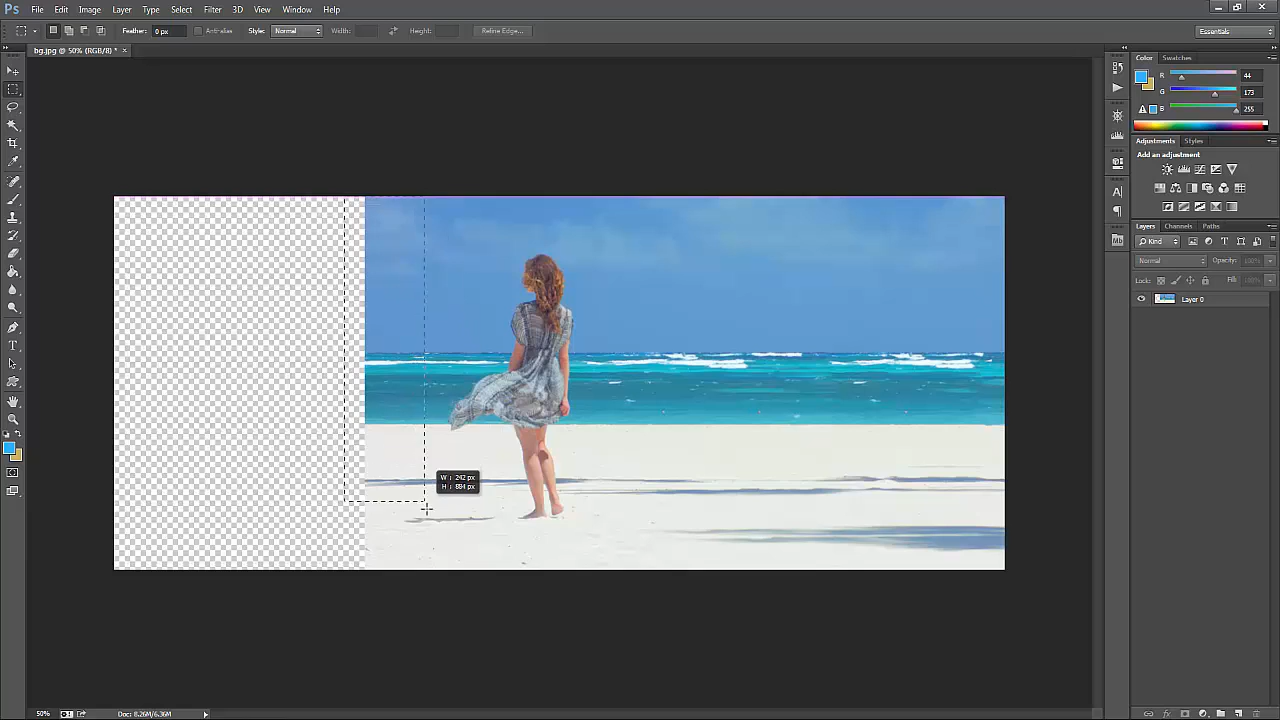 Ps File Edit Image Layer Type Select Filter 3D View Window Help
Feather: 0 px Anti-alias Style: Normal Width: Height: Refine Edge... Essentials
bg.jpg @ 50% (RGB/8) * ×
Color Swatches
R 44
G 173
B 255
Adjustments Styles
Add an adjustment
Layers Channels Paths
Kind
Normal Opacity: 100%
Lock: Fill: 100%
Layer 0
W : 242 px
H : 884 px
50% Doc: 8.26M/6.36M